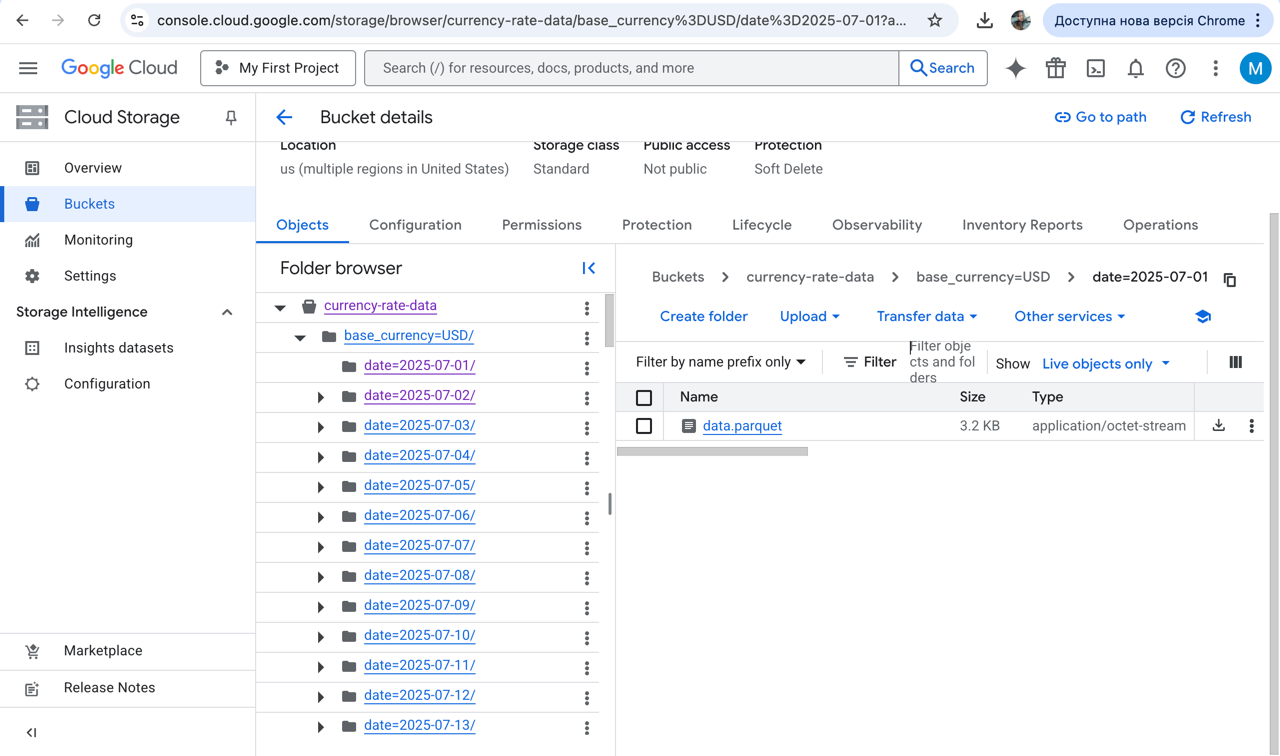 console.cloud.google.com/storage/browser/currency-rate-data/base_currency%3DUSD/date%3D2025-07-01?a...
Доступна нова версія Chrome
Google Cloud
My First Project
Search (/) for resources, docs, products, and more
Search
M
Cloud Storage
Bucket details
Go to path
Refresh
Overview
Buckets
Monitoring
Settings
Storage Intelligence
Insights datasets
Configuration
Marketplace
Release Notes
Location
Storage class
Public access
Protection
us (multiple regions in United States)
Standard
Not public
Soft Delete
Objects
Configuration
Permissions
Protection
Lifecycle
Observability
Inventory Reports
Operations
Folder browser
currency-rate-data
base_currency=USD/
date=2025-07-01/
date=2025-07-02/
date=2025-07-03/
date=2025-07-04/
date=2025-07-05/
date=2025-07-06/
date=2025-07-07/
date=2025-07-08/
date=2025-07-09/
date=2025-07-10/
date=2025-07-11/
date=2025-07-12/
date=2025-07-13/
Buckets
currency-rate-data
base_currency=USD
date=2025-07-01
Create folder
Upload
Transfer data
Other services
Filter by name prefix only
Filter
Filter obje
cts and fol
ders
Show
Live objects only
Name
Size
Type
data.parquet
3.2 KB
application/octet-stream